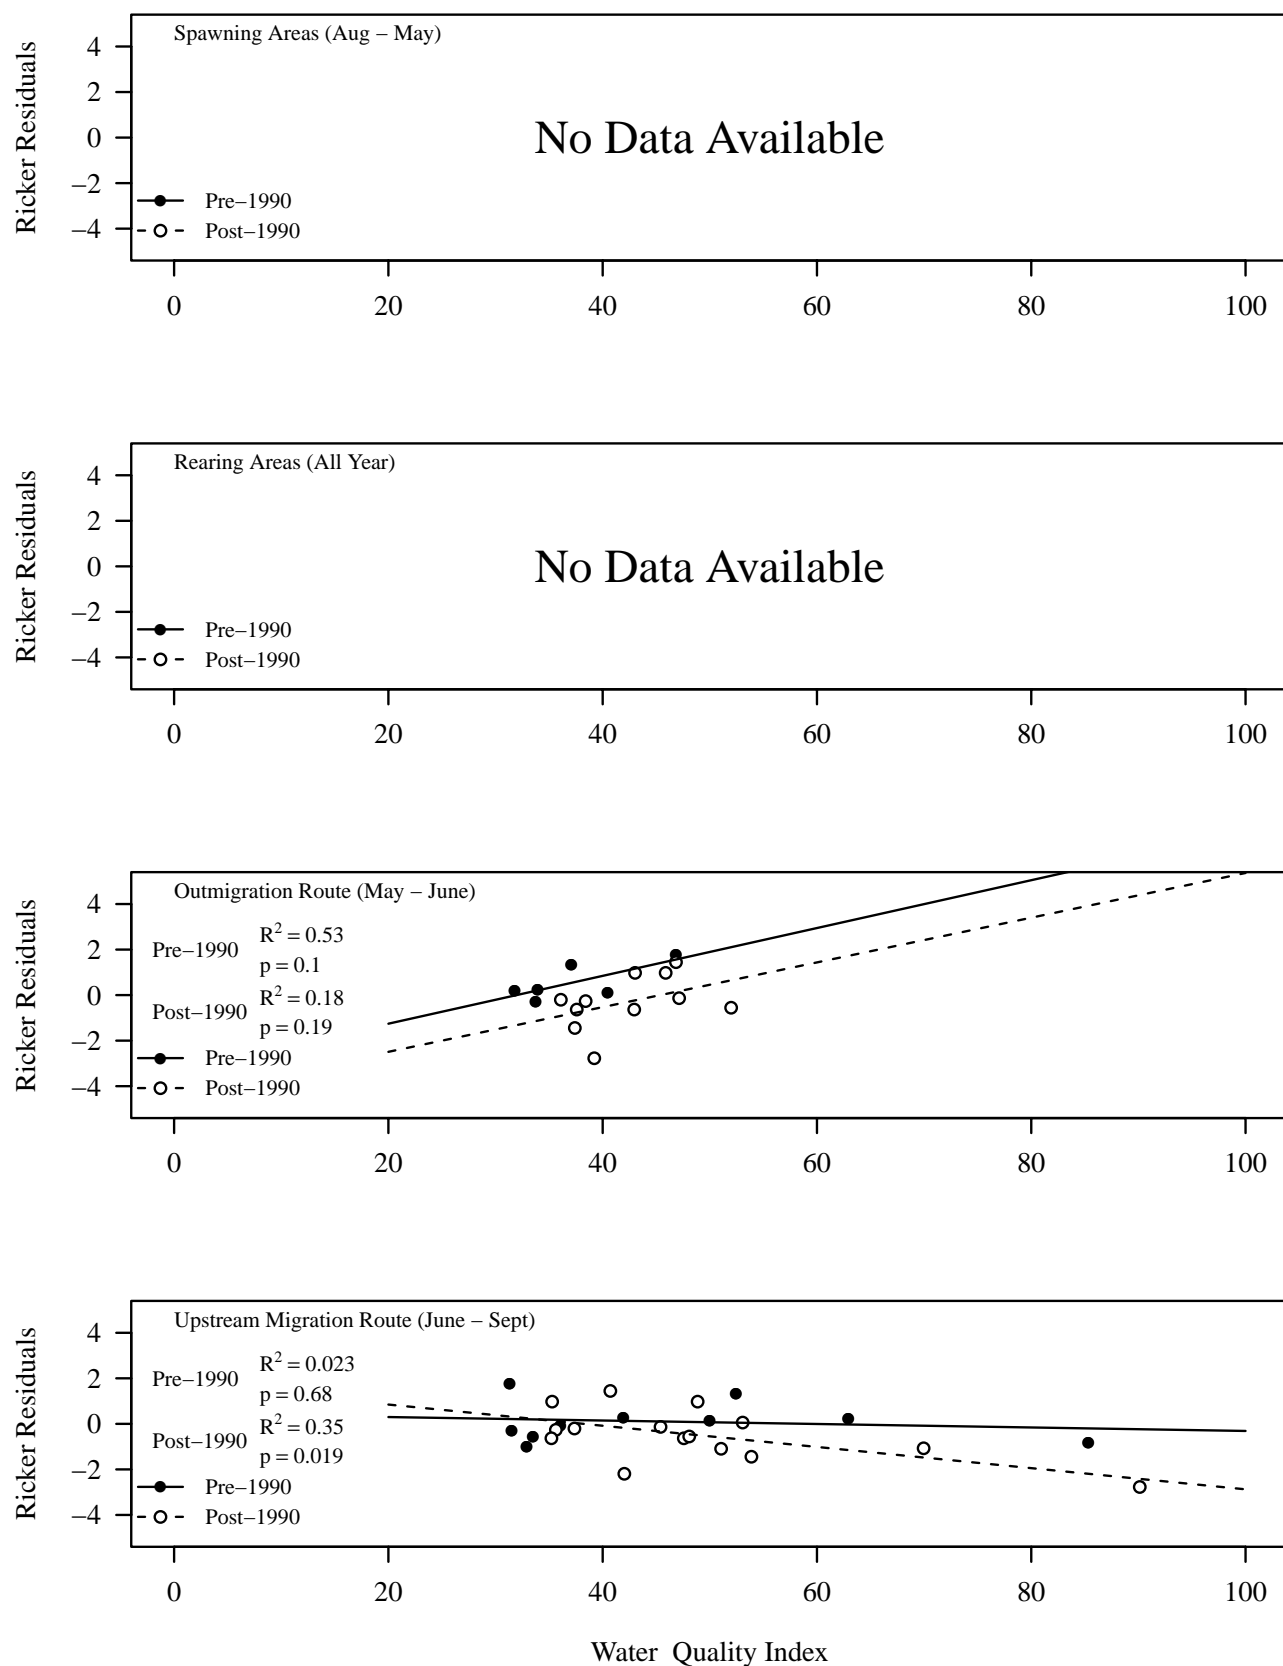 Spawning Areas (Aug – May)
Ricker Residuals
4
2
0
–2
–4
No Data Available
Pre–1990
Post–1990
0 20 40 60 80 100
Rearing Areas (All Year)
Ricker Residuals
4
2
0
–2
–4
No Data Available
Pre–1990
Post–1990
0 20 40 60 80 100
Outmigration Route (May – June)
Ricker Residuals
4
2
0
–2
–4
Pre–1990
R² = 0.53
p = 0.1
Post–1990
R² = 0.18
p = 0.19
Pre–1990
Post–1990
0 20 40 60 80 100
Upstream Migration Route (June – Sept)
Ricker Residuals
4
2
0
–2
–4
Pre–1990
R² = 0.023
p = 0.68
Post–1990
R² = 0.35
p = 0.019
Pre–1990
Post–1990
0 20 40 60 80 100
Water Quality Index